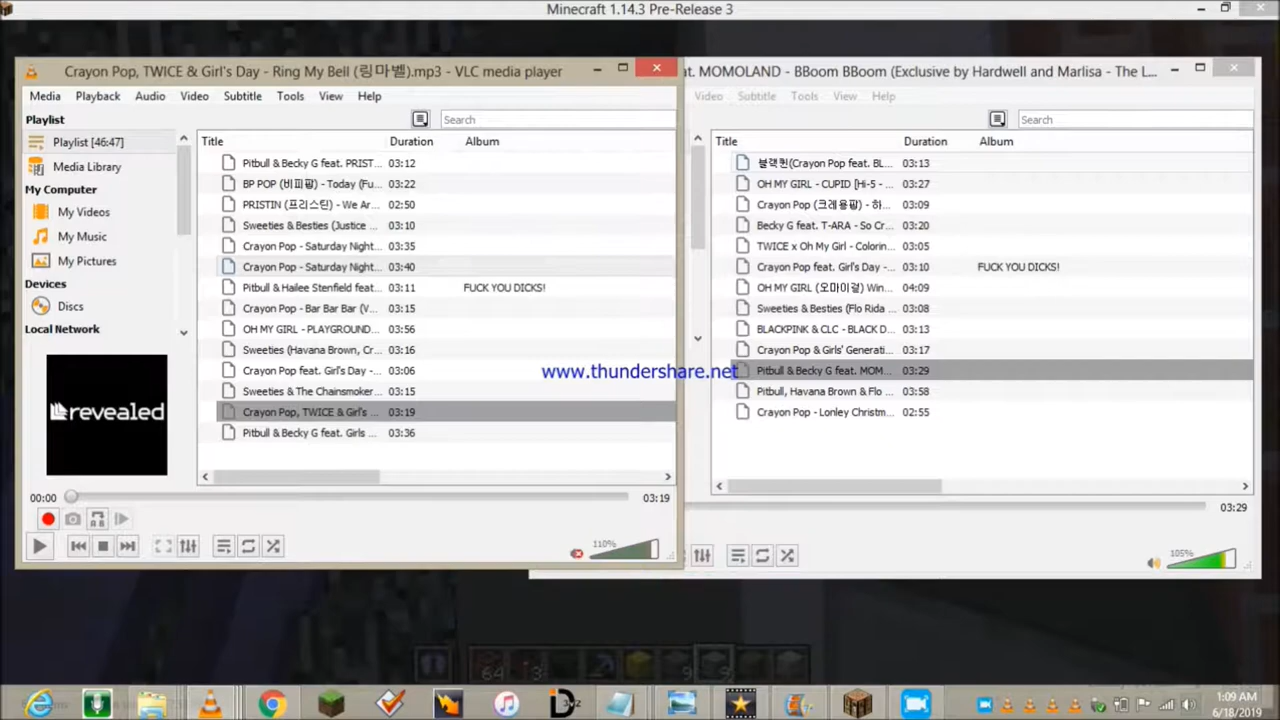 Minecraft 1.14.3 Pre-Release 3
Crayon Pop, TWICE & Girl's Day - Ring My Bell (링마벨).mp3 - VLC media player
Media Playback Audio Video Subtitle Tools View Help
Playlist
Search
Playlist [46:47]
Media Library
My Computer
My Videos
My Music
My Pictures
Devices
Discs
Local Network
revealed
Title Duration Album
Pitbull & Becky G feat. PRIST... 03:12
BP POP (비피팝) - Today (Fu... 03:22
PRISTIN (프리스틴) - We Ar... 02:50
Sweeties & Besties (Justice ... 03:10
Crayon Pop - Saturday Night... 03:35
Crayon Pop - Saturday Night... 03:40
Pitbull & Hailee Stenfield feat... 03:11 FUCK YOU DICKS!
Crayon Pop - Bar Bar Bar (V... 03:15
OH MY GIRL - PLAYGROUND... 03:56
Sweeties (Havana Brown, Cr... 03:16
Crayon Pop feat. Girl's Day -... 03:06
Sweeties & The Chainsmoker... 03:15
Crayon Pop, TWICE & Girl's ... 03:19
Pitbull & Becky G feat. Girls ... 03:36
00:00 03:19
110%
at. MOMOLAND - BBoom BBoom (Exclusive by Hardwell and Marlisa - The L...
Video Subtitle Tools View Help
Search
Title Duration Album
블랙퀸(Crayon Pop feat. BL... 03:13
OH MY GIRL - CUPID [Hi-5 - ... 03:27
Crayon Pop (크레용팝) - 하... 03:09
Becky G feat. T-ARA - So Cr... 03:20
TWICE x Oh My Girl - Colorin... 03:05
Crayon Pop feat. Girl's Day -... 03:10 FUCK YOU DICKS!
OH MY GIRL (오마이걸) Win... 04:09
Sweeties & Besties (Flo Rida ... 03:08
BLACKPINK & CLC - BLACK D... 03:13
Crayon Pop & Girls' Generati... 03:17
Pitbull & Becky G feat. MOM... 03:29
Pitbull, Havana Brown & Flo ... 03:58
Crayon Pop - Lonley Christm... 02:55
03:29
105%
www.thundershare.net
64 3 9 9
1:09 AM
6/18/2019